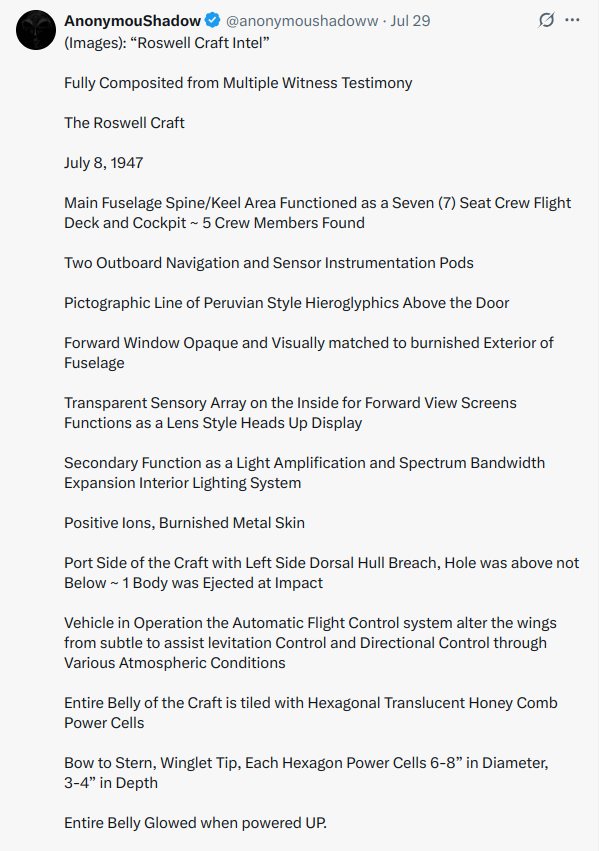 AnonymouShadow @anonymoushadoww · Jul 29
(Images): “Roswell Craft Intel”
Fully Composited from Multiple Witness Testimony
The Roswell Craft
July 8, 1947
Main Fuselage Spine/Keel Area Functioned as a Seven (7) Seat Crew Flight
Deck and Cockpit ~ 5 Crew Members Found
Two Outboard Navigation and Sensor Instrumentation Pods
Pictographic Line of Peruvian Style Hieroglyphics Above the Door
Forward Window Opaque and Visually matched to burnished Exterior of
Fuselage
Transparent Sensory Array on the Inside for Forward View Screens
Functions as a Lens Style Heads Up Display
Secondary Function as a Light Amplification and Spectrum Bandwidth
Expansion Interior Lighting System
Positive Ions, Burnished Metal Skin
Port Side of the Craft with Left Side Dorsal Hull Breach, Hole was above not
Below ~ 1 Body was Ejected at Impact
Vehicle in Operation the Automatic Flight Control system alter the wings
from subtle to assist levitation Control and Directional Control through
Various Atmospheric Conditions
Entire Belly of the Craft is tiled with Hexagonal Translucent Honey Comb
Power Cells
Bow to Stern, Winglet Tip, Each Hexagon Power Cells 6-8” in Diameter,
3-4” in Depth
Entire Belly Glowed when powered UP.